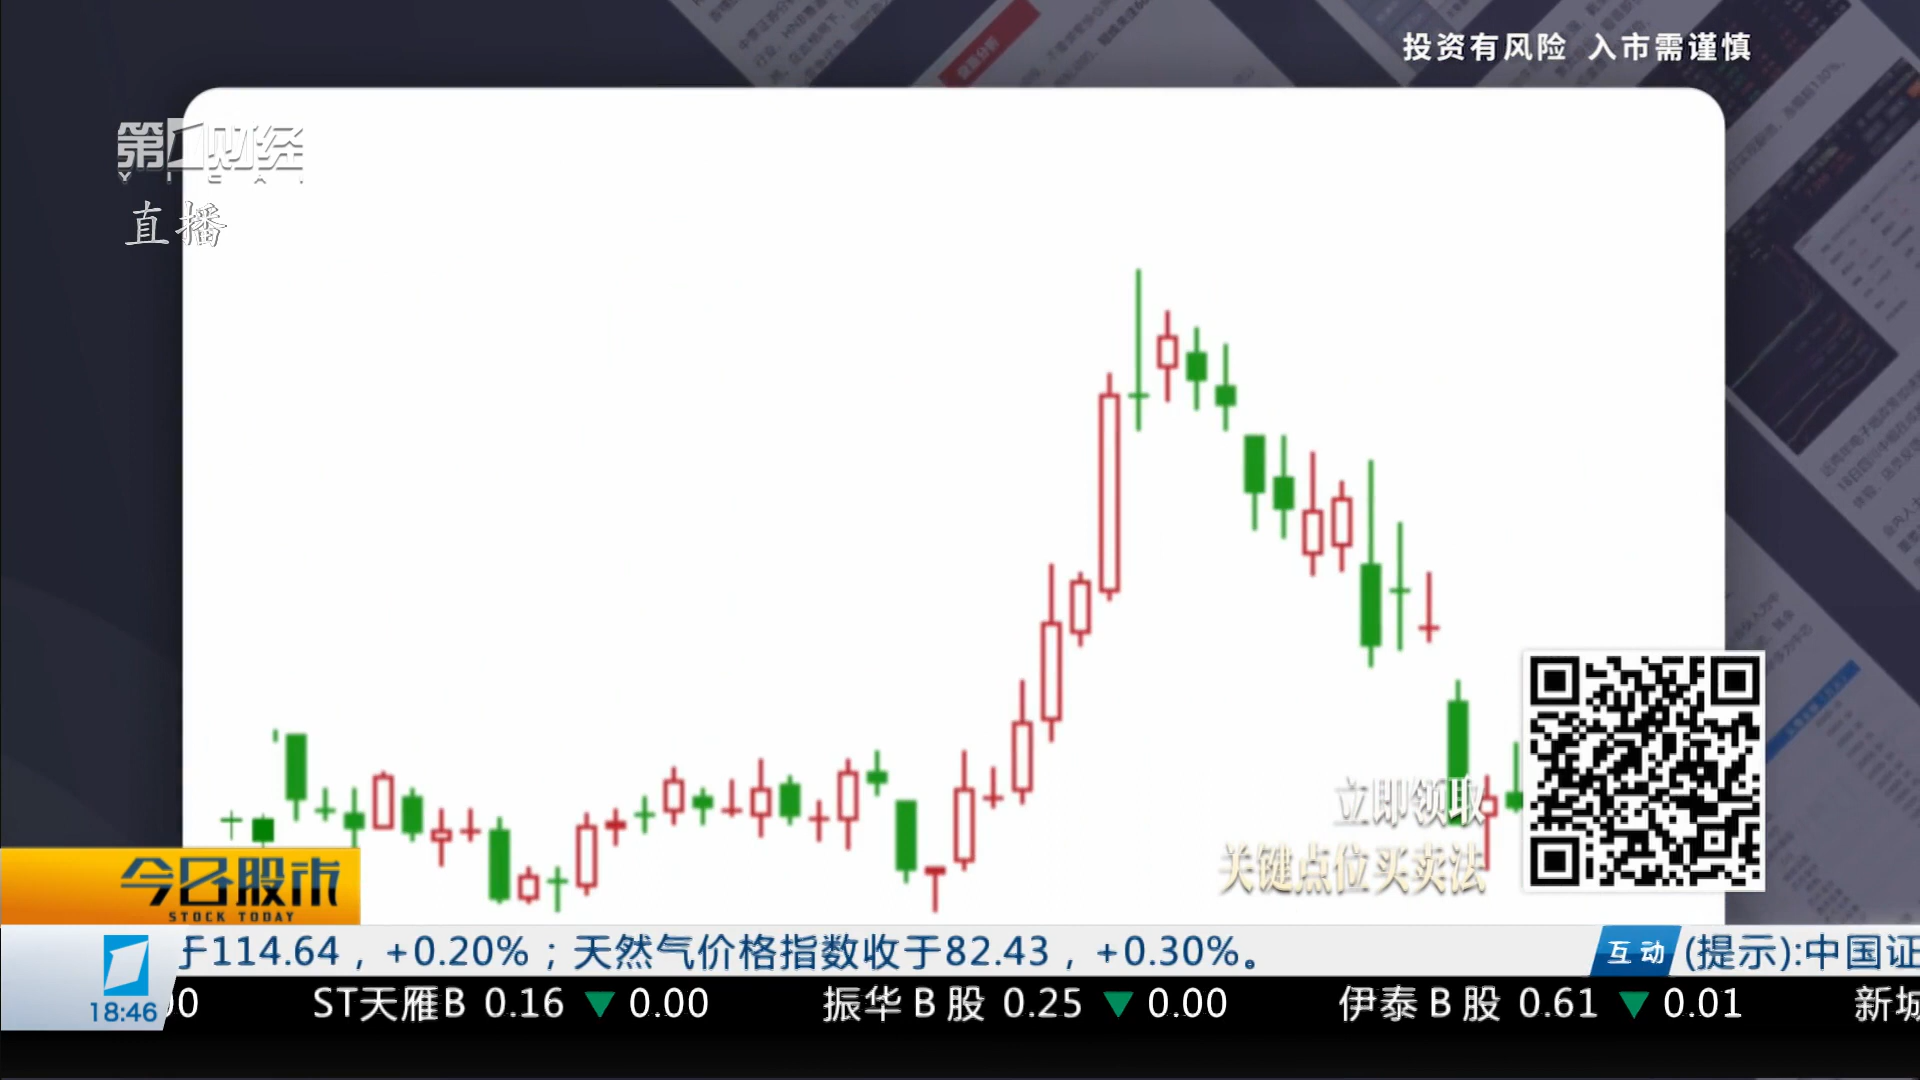 投资有风险 入市需谨慎
第一财经
YICAI
直播
立即领取
关键点位买卖法
今日股市
STOCK TODAY
于114.64，+0.20%；天然气价格指数收于82.43，+0.30%。
互动 (提示):中国证
18:46
00 ST天雁B 0.16 ▼ 0.00 振华B股 0.25 ▼ 0.00 伊泰B股 0.61 ▼ 0.01 新城